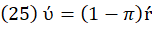 (25) ύ = (1 − π)ŕ